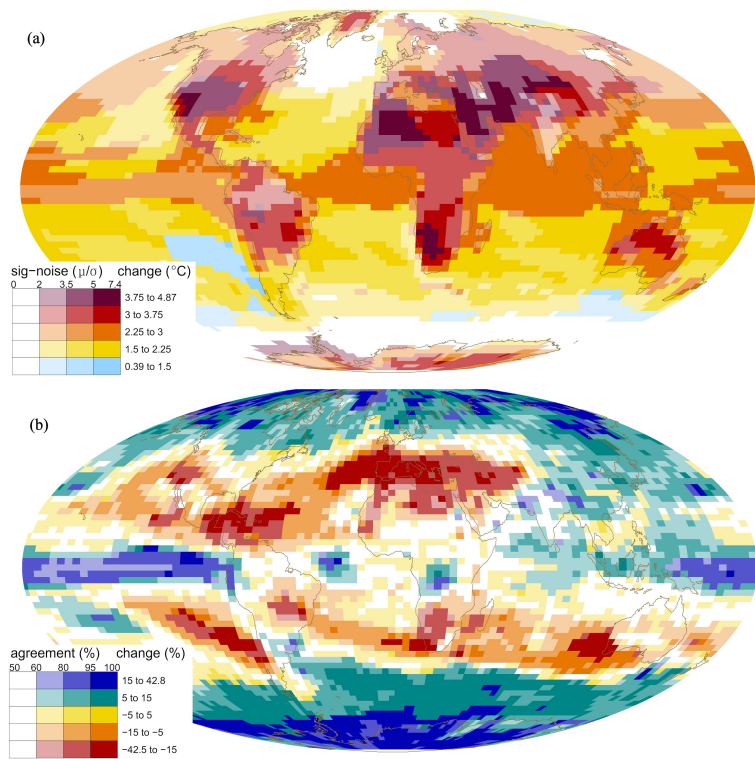 (a)
sig-noise (μ/σ) change (°C)
0 2 3.5 5 7.4
3.75 to 4.87
3 to 3.75
2.25 to 3
1.5 to 2.25
0.39 to 1.5
(b)
agreement (%) change (%)
50 60 80 95 100
15 to 42.8
5 to 15
−5 to 5
−15 to −5
−42.5 to −15